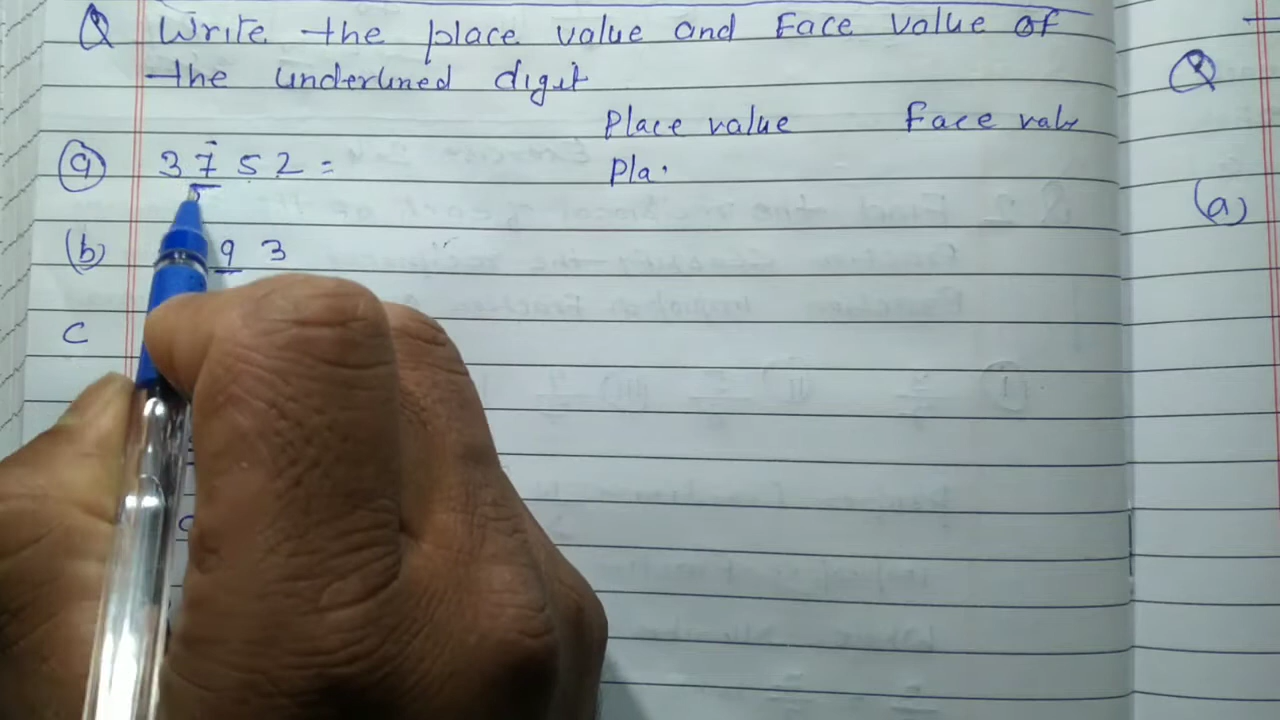 Q Write the place value and Face value of
the underlined digit
Place value Face valu
(a) 3 7 5 2 = Pla
(b) 9 3
C
Q
(a)